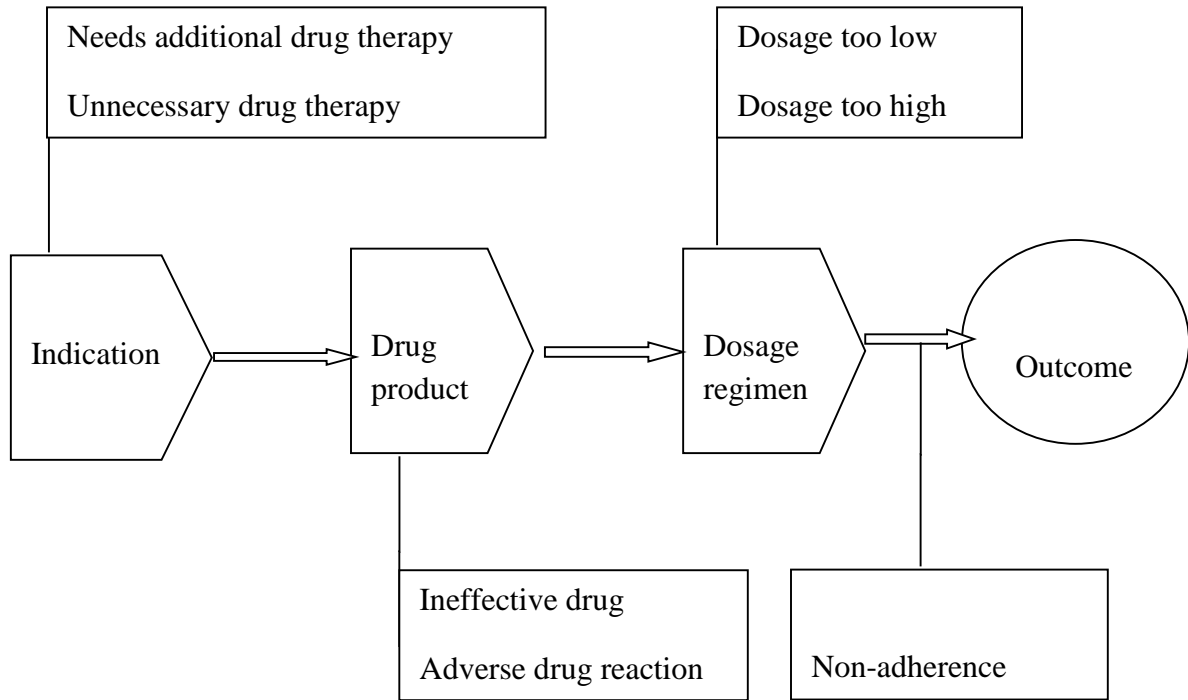 Needs additional drug therapy
Unnecessary drug therapy
Dosage too low
Dosage too high
Indication
Drug
product
Dosage
regimen
Outcome
Ineffective drug
Adverse drug reaction
Non-adherence